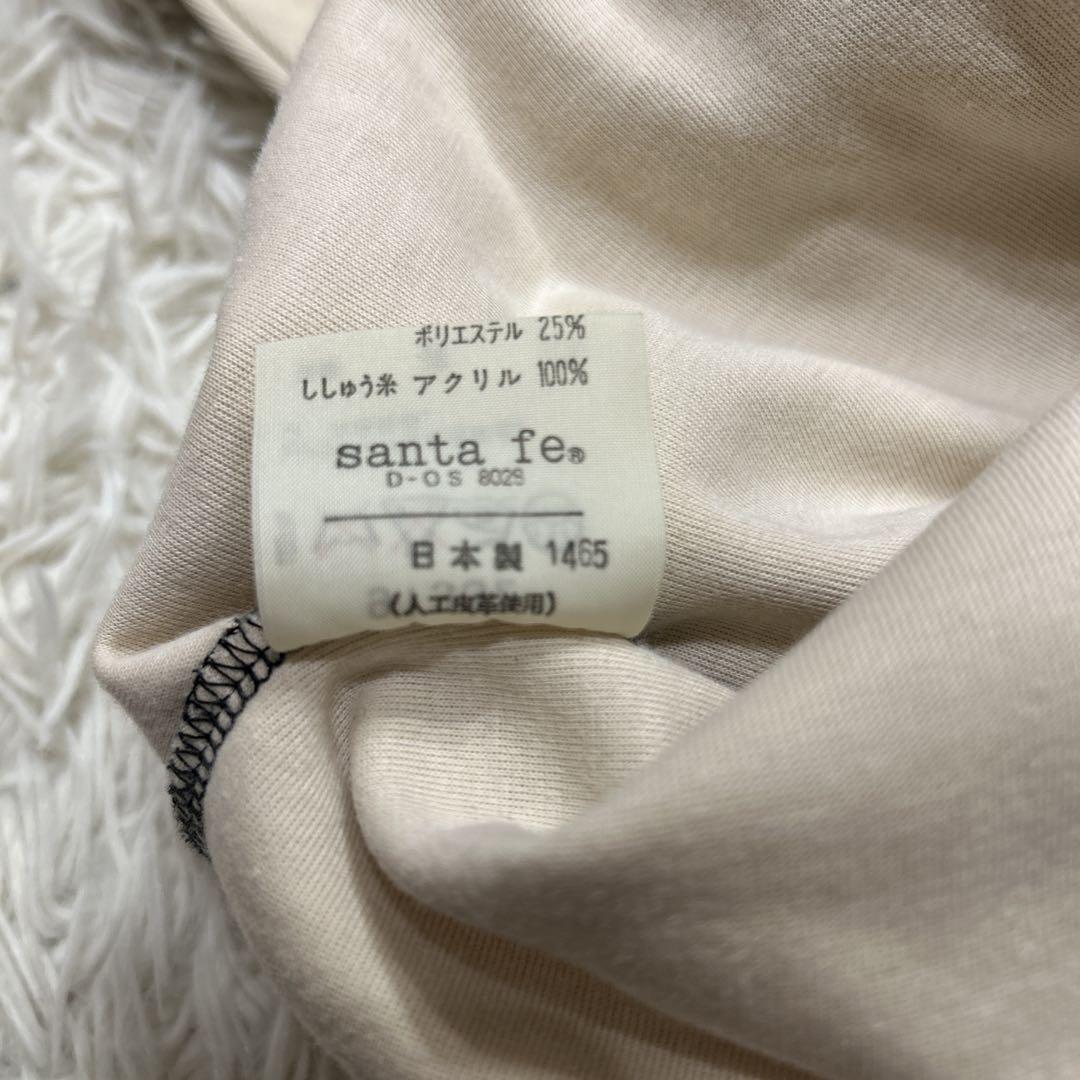 ポリエステル 25%
ししゅう糸 アクリル 100%
santa fe®
D-OS 8025
日本製 1465
(人工皮革使用)